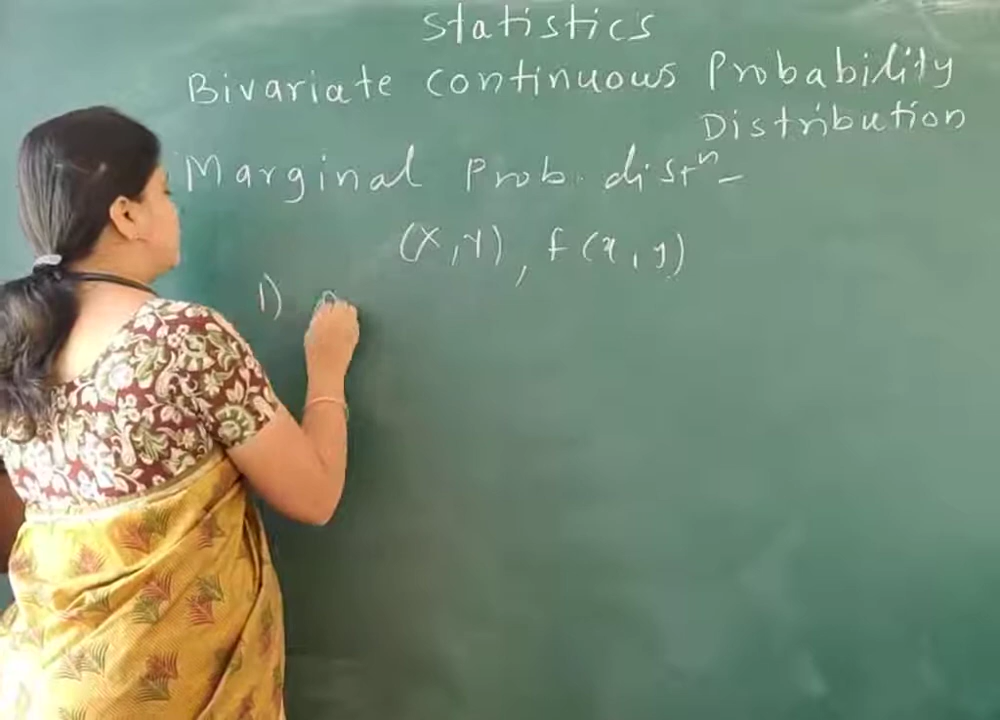 Statistics
Bivariate continuous Probability
Distribution
Marginal Prob. distⁿ -
(X, Y), f(x, y)
1)